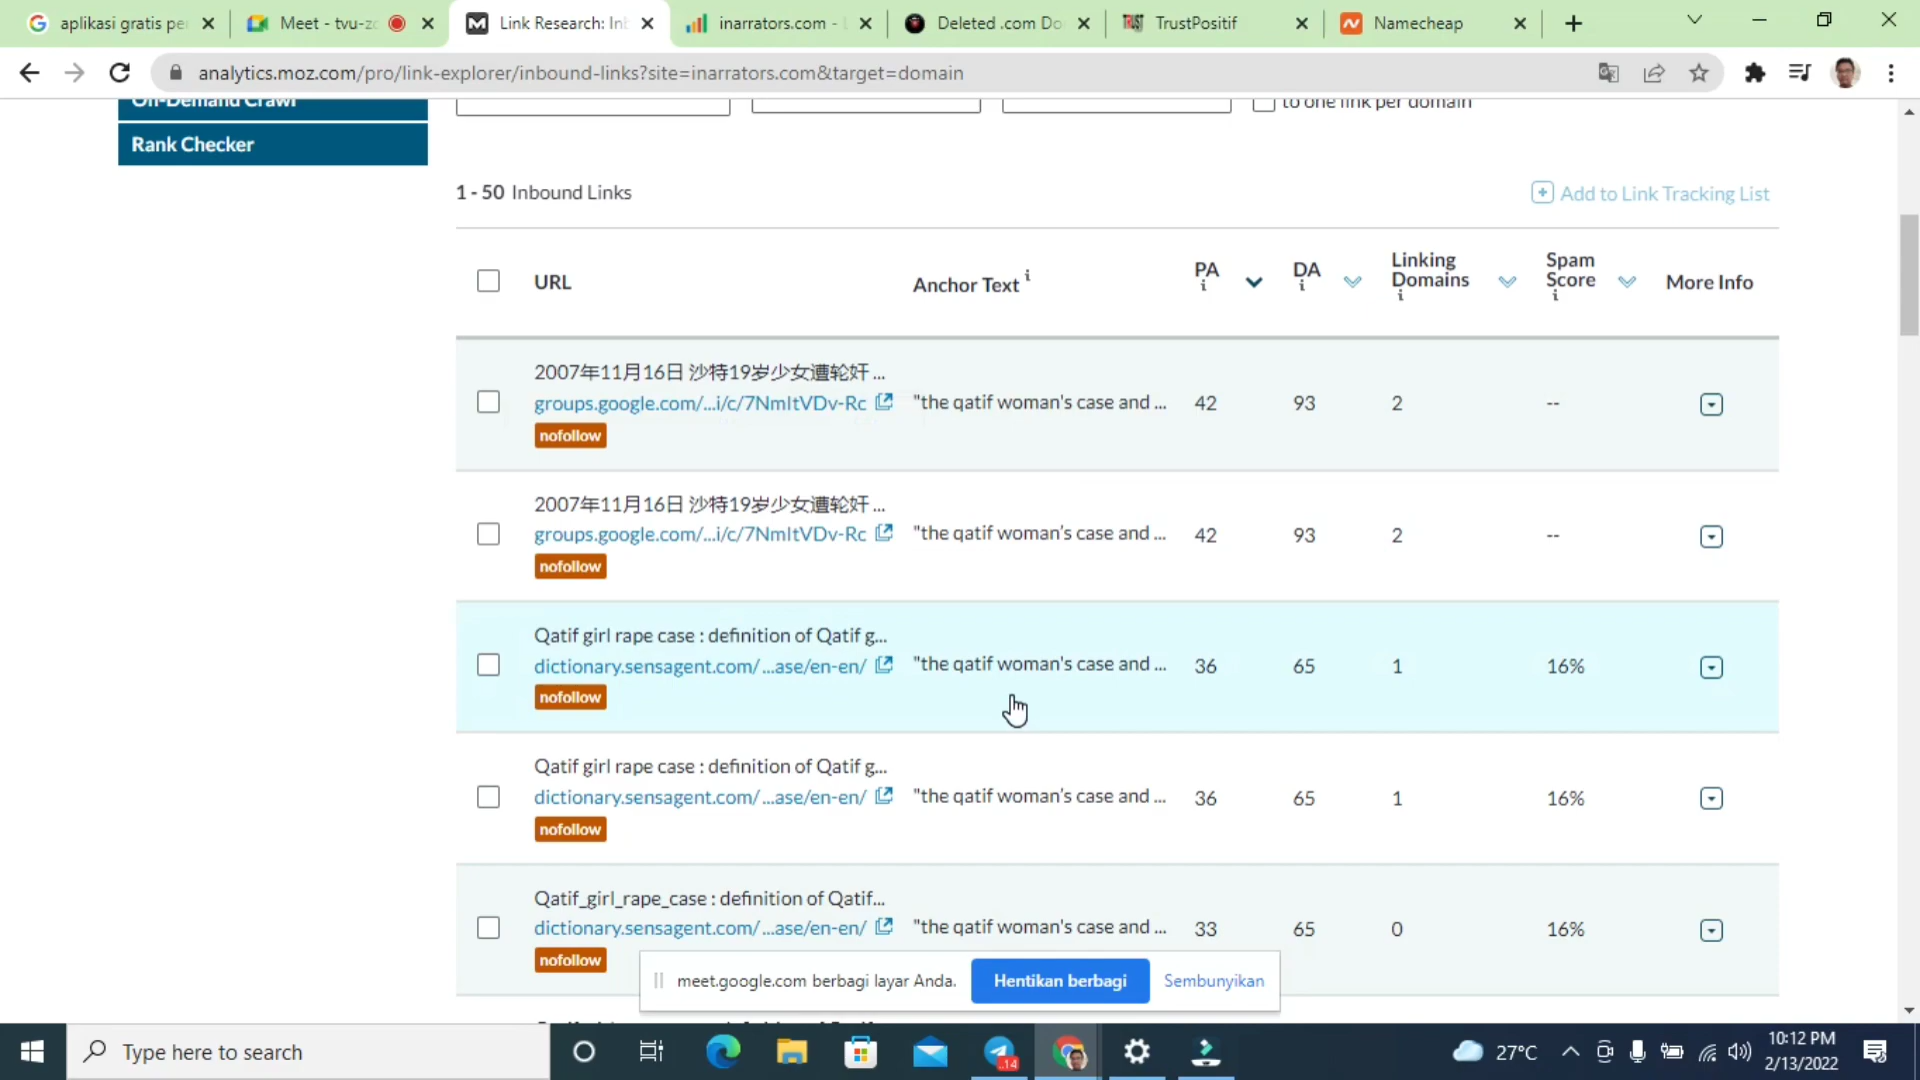 aplikasi gratis pe
Meet - tvu-zc
Link Research: In
inarrators.com -
Deleted .com Do
TrustPositif
Namecheap
analytics.moz.com/pro/link-explorer/inbound-links?site=inarrators.com&target=domain
On-Demand Crawl
to one link per domain
Rank Checker
1 - 50 Inbound Links
Add to Link Tracking List
URL
Anchor Text i
PA i
DA i
Linking Domains i
Spam Score i
More Info
2007年11月16日 沙特19岁少女遭轮奸 ...
groups.google.com/...i/c/7NmItVDv-Rc "the qatif woman's case and ... 42 93 2 --
nofollow
2007年11月16日 沙特19岁少女遭轮奸 ...
groups.google.com/...i/c/7NmItVDv-Rc "the qatif woman's case and ... 42 93 2 --
nofollow
Qatif girl rape case : definition of Qatif g...
dictionary.sensagent.com/ ...ase/en-en/ "the qatif woman's case and ... 36 65 1 16%
nofollow
Qatif girl rape case : definition of Qatif g...
dictionary.sensagent.com/ ...ase/en-en/ "the qatif woman's case and ... 36 65 1 16%
nofollow
Qatif_girl_rape_case : definition of Qatif...
dictionary.sensagent.com/ ...ase/en-en/ "the qatif woman's case and ... 33 65 0 16%
nofollow
meet.google.com berbagi layar Anda.
Hentikan berbagi
Sembunyikan
Type here to search
14
27°C
10:12 PM
2/13/2022